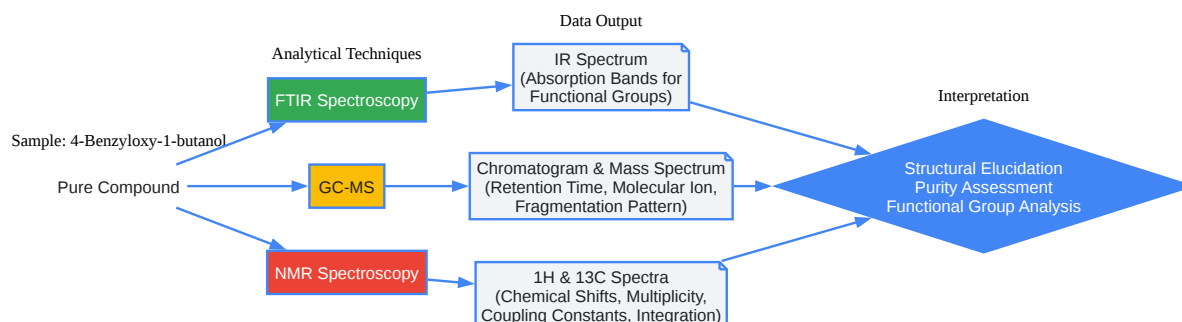 Data Output
Analytical Techniques
IR Spectrum
(Absorption Bands for
Functional Groups)
FTIR Spectroscopy
Interpretation
Sample: 4-Benzyloxy-1-butanol
Pure Compound
GC-MS
Chromatogram & Mass Spectrum
(Retention Time, Molecular Ion,
Fragmentation Pattern)
Structural Elucidation
Purity Assessment
Functional Group Analysis
NMR Spectroscopy
1H & 13C Spectra
(Chemical Shifts, Multiplicity,
Coupling Constants, Integration)